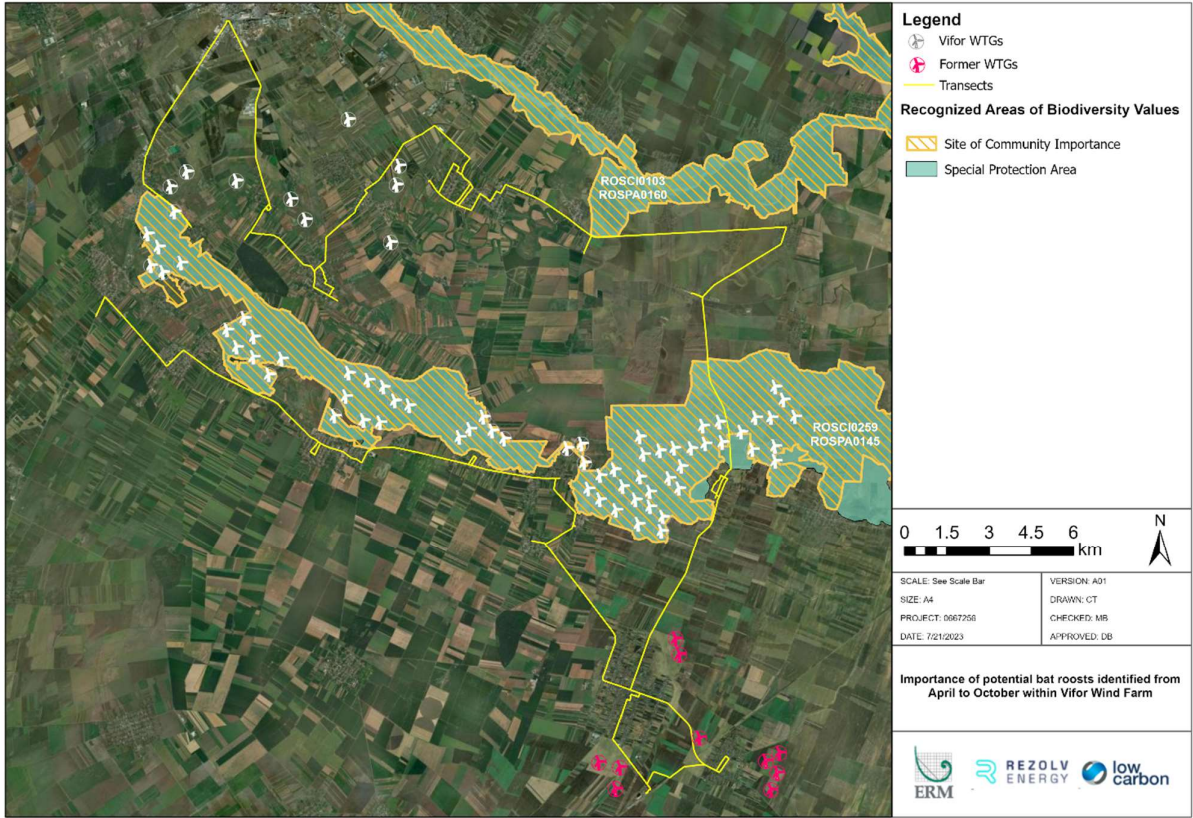 ROSCI0103
ROSPA0160
ROSCI0259
ROSPA0145
Legend
Vifor WTGs
Former WTGs
Transects
Recognized Areas of Biodiversity Values
Site of Community Importance
Special Protection Area
0 1.5 3 4.5 6
km
N
SCALE: See Scale Bar
VERSION: A01
SIZE: A4
DRAWN: CT
PROJECT: 0667256
CHECKED: MB
DATE: 7/21/2023
APPROVED: DB
Importance of potential bat roosts identified from
April to October within Vifor Wind Farm
ERM
REZOLV
ENERGY
low
carbon